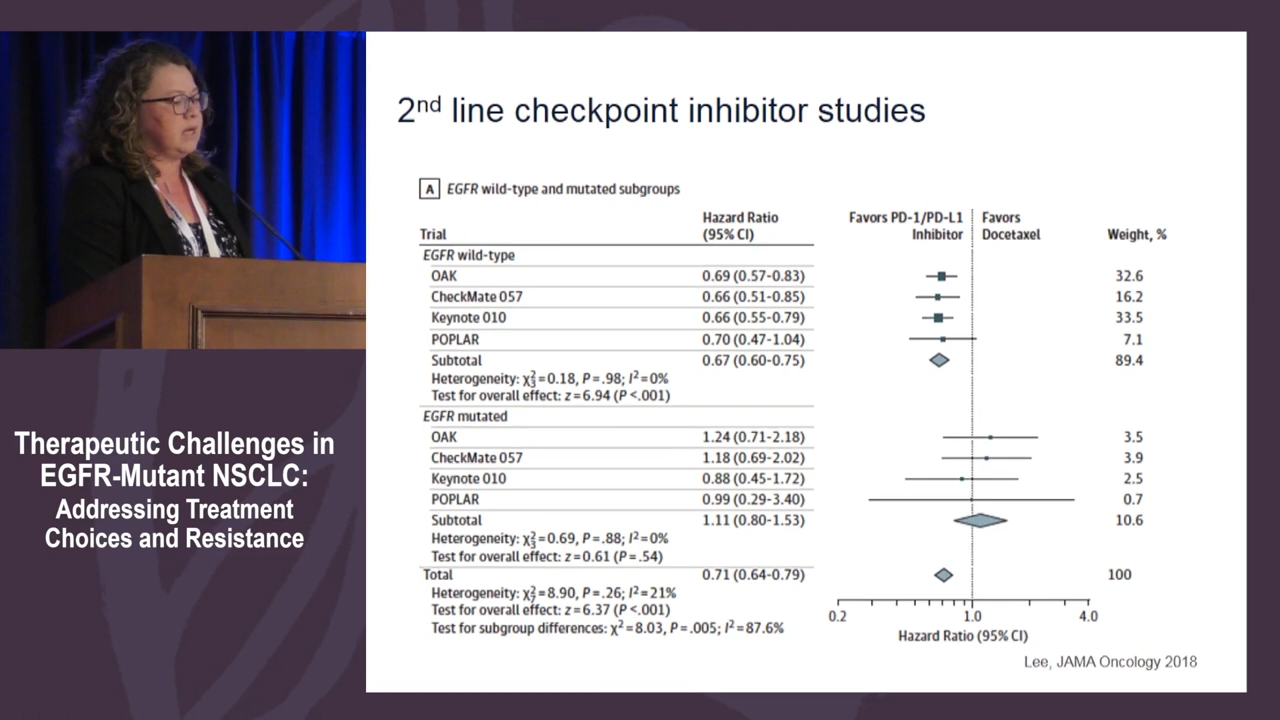 2nd line checkpoint inhibitor studies
A EGFR wild-type and mutated subgroups
Trial Hazard Ratio (95% CI) Favors PD-1/PD-L1 Inhibitor Favors Docetaxel Weight, %
EGFR wild-type
OAK 0.69 (0.57-0.83) 32.6
CheckMate 057 0.66 (0.51-0.85) 16.2
Keynote 010 0.66 (0.55-0.79) 33.5
POPLAR 0.70 (0.47-1.04) 7.1
Subtotal 0.67 (0.60-0.75) 89.4
Heterogeneity: χ²₃=0.18, P=.98; I²=0%
Test for overall effect: z=6.94 (P<.001)
EGFR mutated
OAK 1.24 (0.71-2.18) 3.5
CheckMate 057 1.18 (0.69-2.02) 3.9
Keynote 010 0.88 (0.45-1.72) 2.5
POPLAR 0.99 (0.29-3.40) 0.7
Subtotal 1.11 (0.80-1.53) 10.6
Heterogeneity: χ²₃=0.69, P=.88; I²=0%
Test for overall effect: z=0.61 (P=.54)
Total 0.71 (0.64-0.79) 100
Heterogeneity: χ²₇=8.90, P=.26; I²=21%
Test for overall effect: z=6.37 (P<.001)
Test for subgroup differences: χ²=8.03, P=.005; I²=87.6%
0.2 1.0 4.0
Hazard Ratio (95% CI)
Lee, JAMA Oncology 2018
Therapeutic Challenges in
EGFR-Mutant NSCLC:
Addressing Treatment
Choices and Resistance